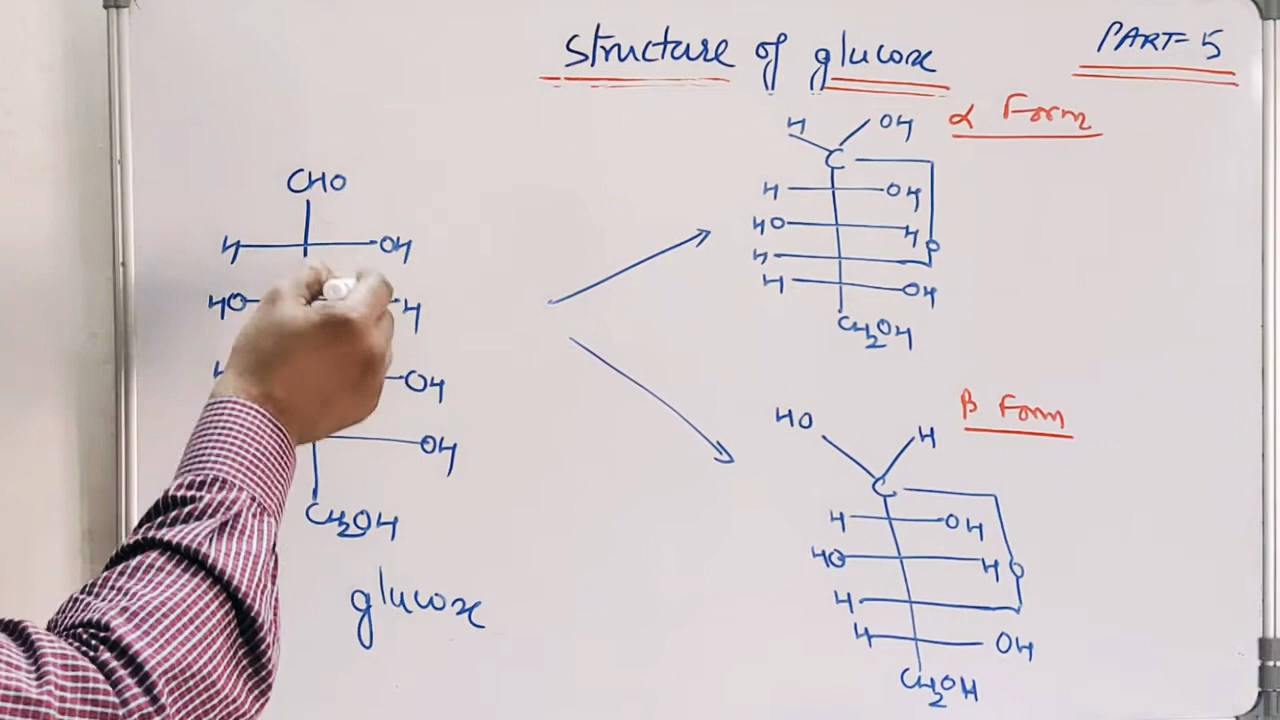 Structure of glucose
PART-5
CHO
H OH
HO H
H OH
OH
CH2OH
glucose
α Form
H OH
C
H OH
HO H
O
H
H OH
CH2OH
β Form
HO H
C
H OH
HO H
O
H
H OH
CH2OH